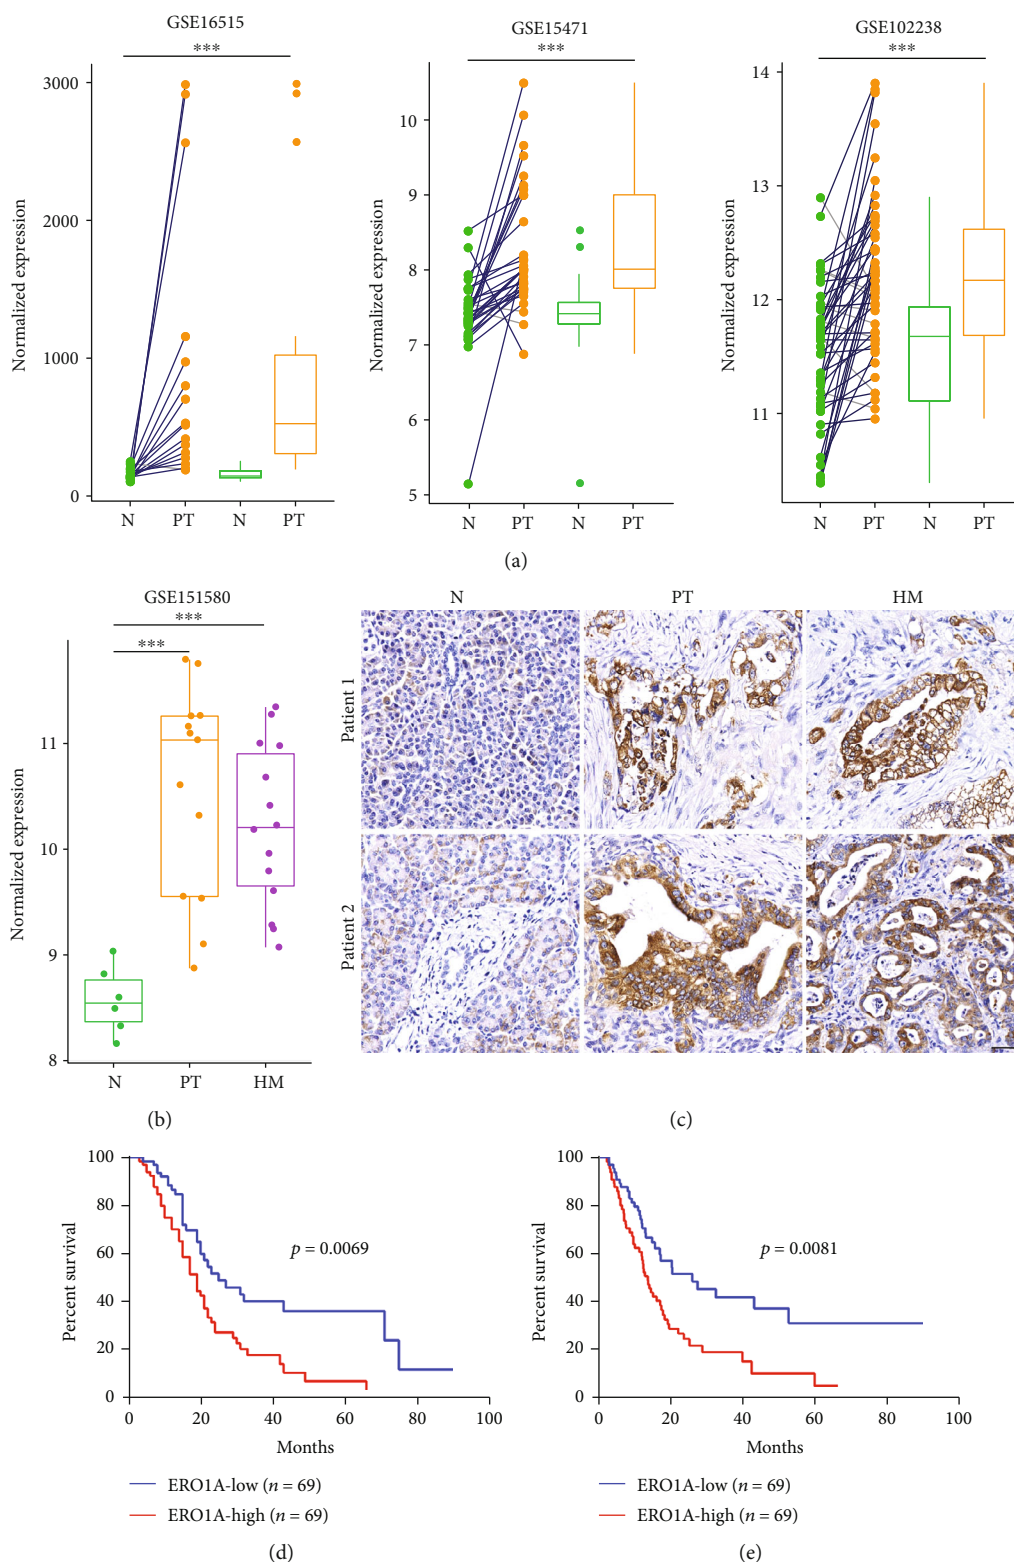 GSE16515
***
Normalized expression
3000
2000
1000
0
N PT N PT
GSE15471
***
Normalized expression
10
9
8
7
6
5
N PT N PT
GSE102238
***
Normalized expression
14
13
12
11
N PT N PT
(a)
GSE151580
***
***
Normalized expression
11
10
9
8
N PT HM
(b)
N PT HM
Patient 1
Patient 2
(c)
Percent survival
100
80
60
40
20
0
p = 0.0069
0 20 40 60 80 100
Months
ERO1A-low (n = 69)
ERO1A-high (n = 69)
(d)
Percent survival
100
80
60
40
20
0
p = 0.0081
0 20 40 60 80 100
Months
ERO1A-low (n = 69)
ERO1A-high (n = 69)
(e)